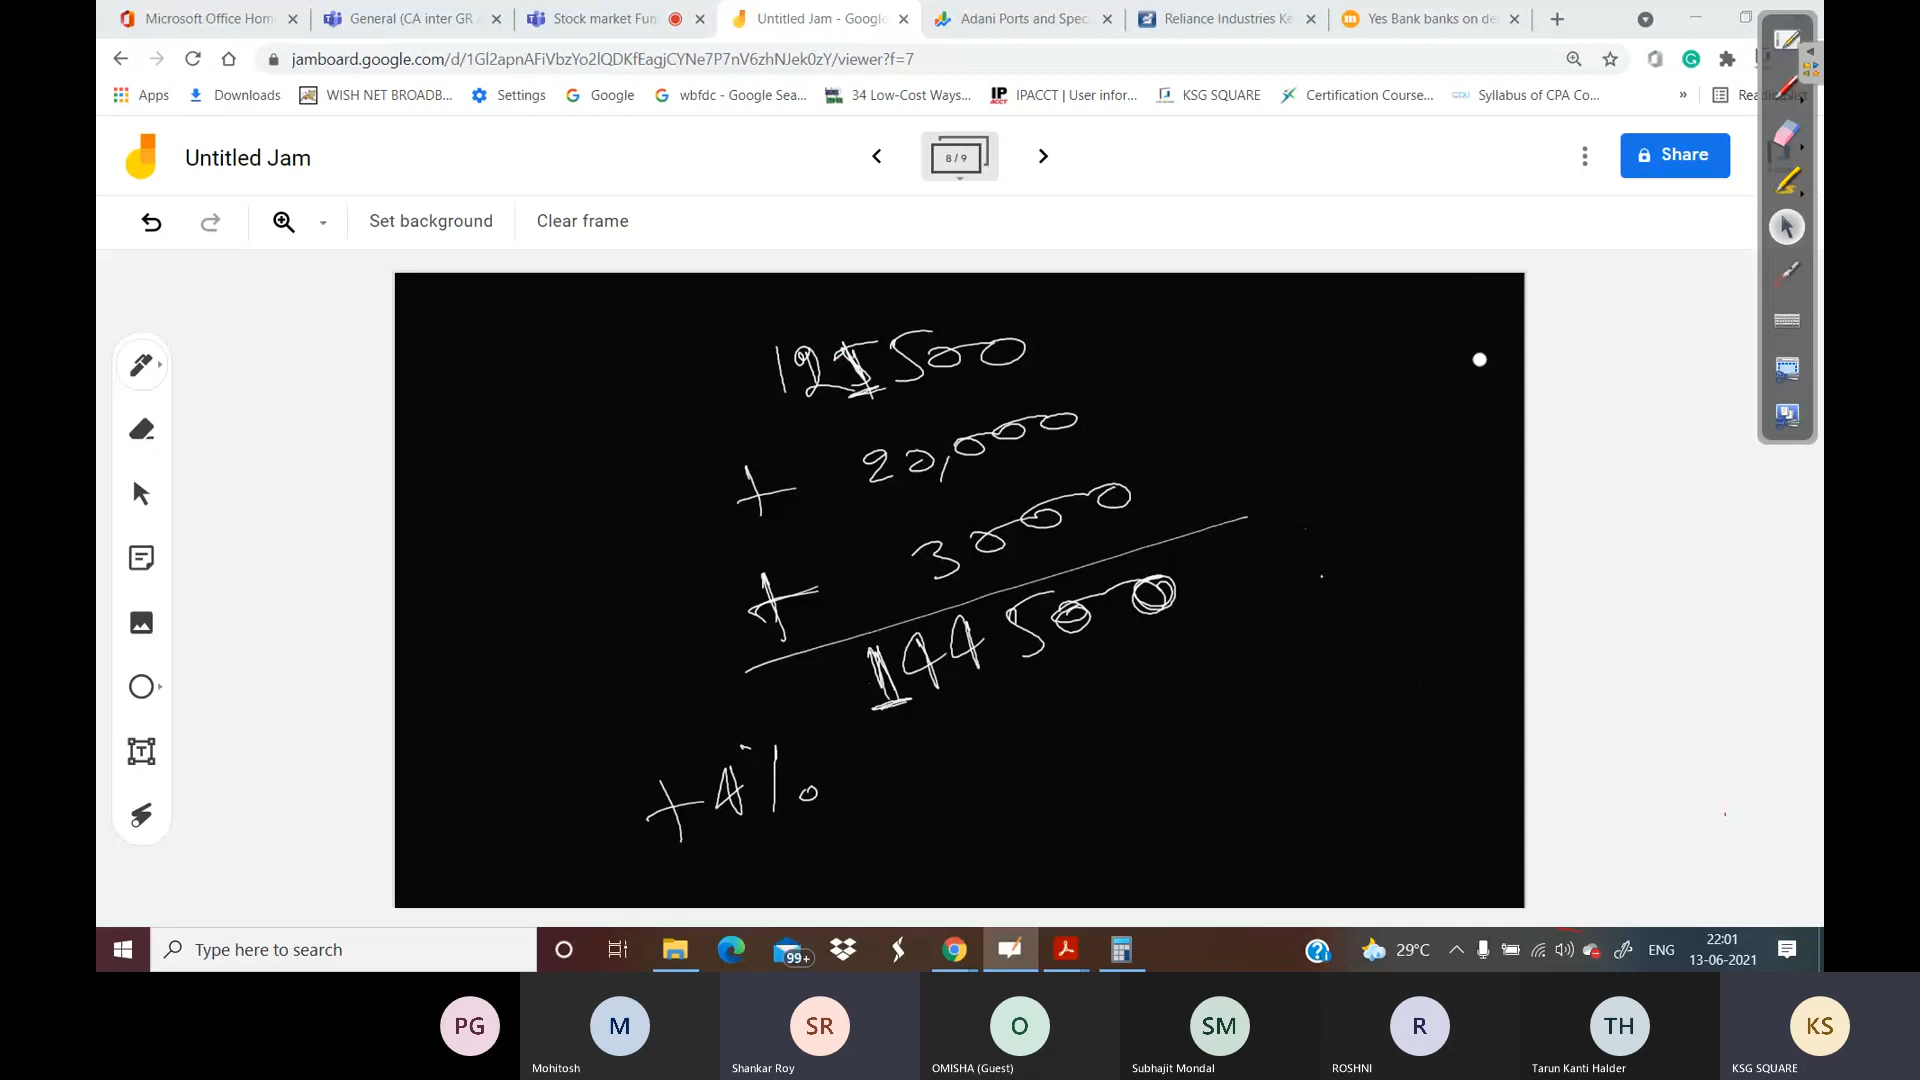 Microsoft Office Hom
General (CA inter GR
Stock market Fun
Untitled Jam - Google
Adani Ports and Spec
Reliance Industries Ke
Yes Bank banks on de
jamboard.google.com/d/1Gl2apnAFiVbzYo2lQDKfEagjCYNe7P7nV6zhNJek0zY/viewer?f=7
Apps
Downloads
WISH NET BROADB...
Settings
Google
wbfdc - Google Sea...
34 Low-Cost Ways...
IPACCT | User infor...
KSG SQUARE
Certification Course...
Syllabus of CPA Co...
»
Untitled Jam
8 / 9
Share
Set background
Clear frame
121500
+ 20,000
+ 3000
144500
+4%
Type here to search
99+
29°C
ENG
22:01
13-06-2021
PG
M
SR
O
SM
R
TH
KS
Mohitosh
Shankar Roy
OMISHA (Guest)
Subhajit Mondal
ROSHNI
Tarun Kanti Halder
KSG SQUARE